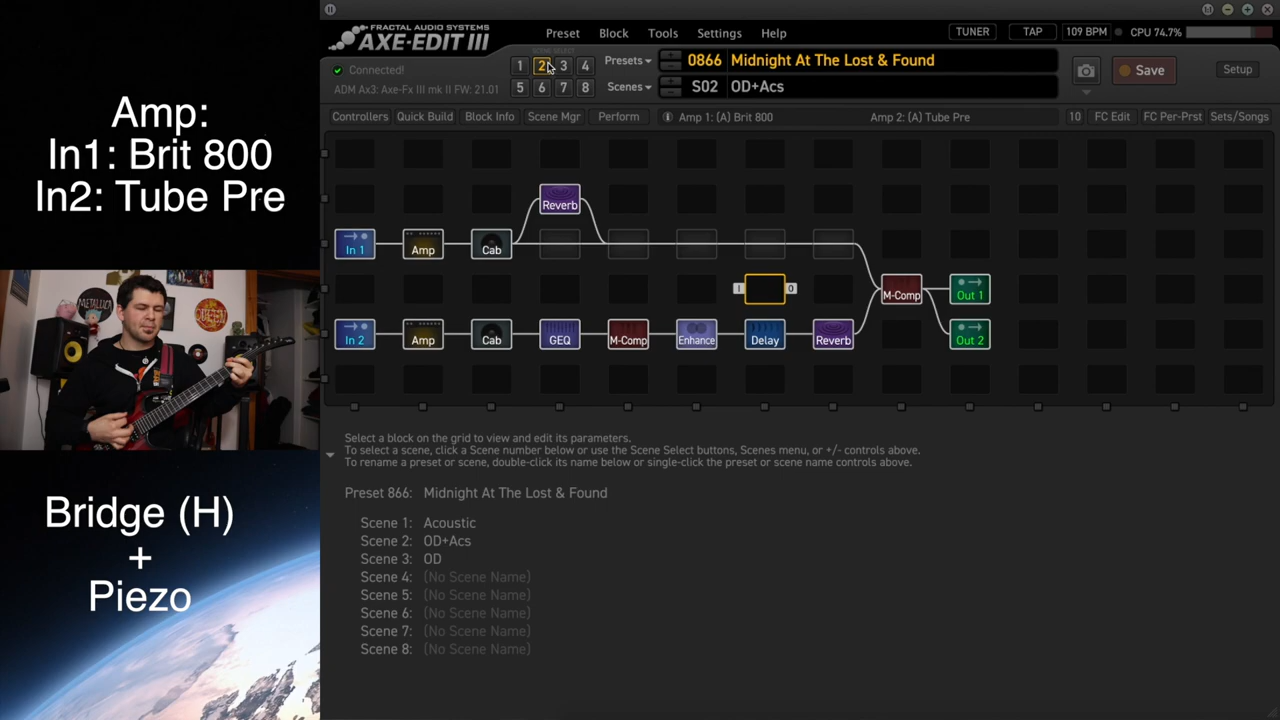 Amp:
In1: Brit 800
In2: Tube Pre
METALLICA
QUEEN
Bridge (H)
+
Piezo
FRACTAL AUDIO SYSTEMS
AXE-EDIT III
Preset Block Tools Settings Help
TUNER TAP 109 BPM CPU 74.7%
Connected!
ADM Ax3: Axe-Fx III mk II FW: 21.01
SCENE SELECT
1 2 3 4
5 6 7 8
Presets 0866 Midnight At The Lost & Found
Scenes S02 OD+Acs
Save
Setup
Controllers Quick Build Block Info Scene Mgr Perform Amp 1: (A) Brit 800 Amp 2: (A) Tube Pre 10 FC Edit FC Per-Prst Sets/Songs
Reverb
In 1 Amp Cab
I O M-Comp Out 1
In 2 Amp Cab GEQ M-Comp Enhance Delay Reverb Out 2
Select a block on the grid to view and edit its parameters.
To select a scene, click a Scene number below or use the Scene Select buttons, Scenes menu, or +/- controls above.
To rename a preset or scene, double-click its name below or single-click the preset or scene name controls above.
Preset 866: Midnight At The Lost & Found
Scene 1: Acoustic
Scene 2: OD+Acs
Scene 3: OD
Scene 4: (No Scene Name)
Scene 5: (No Scene Name)
Scene 6: (No Scene Name)
Scene 7: (No Scene Name)
Scene 8: (No Scene Name)